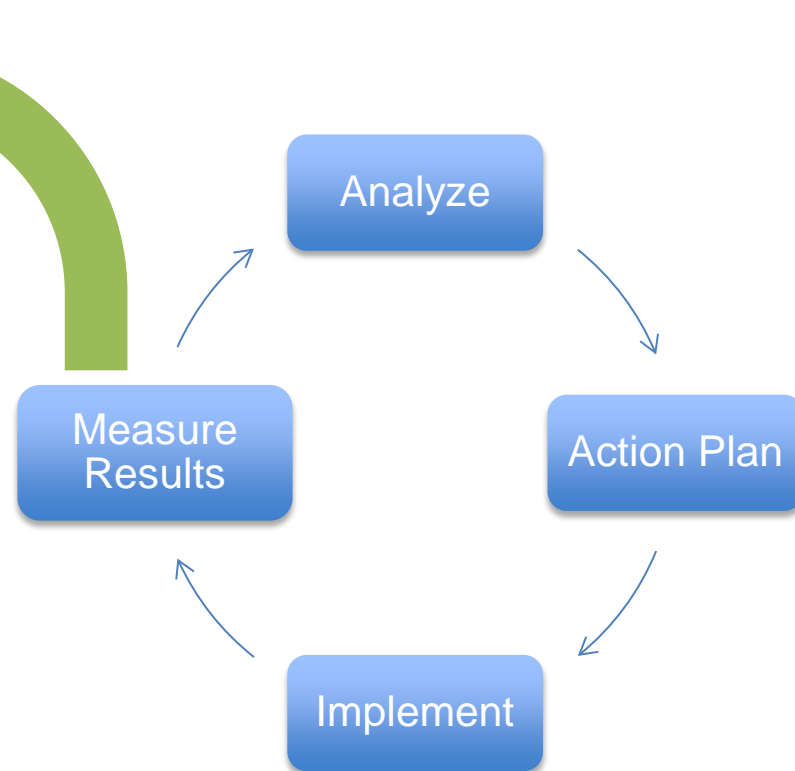 Analyze
Measure
Results
Action Plan
Implement